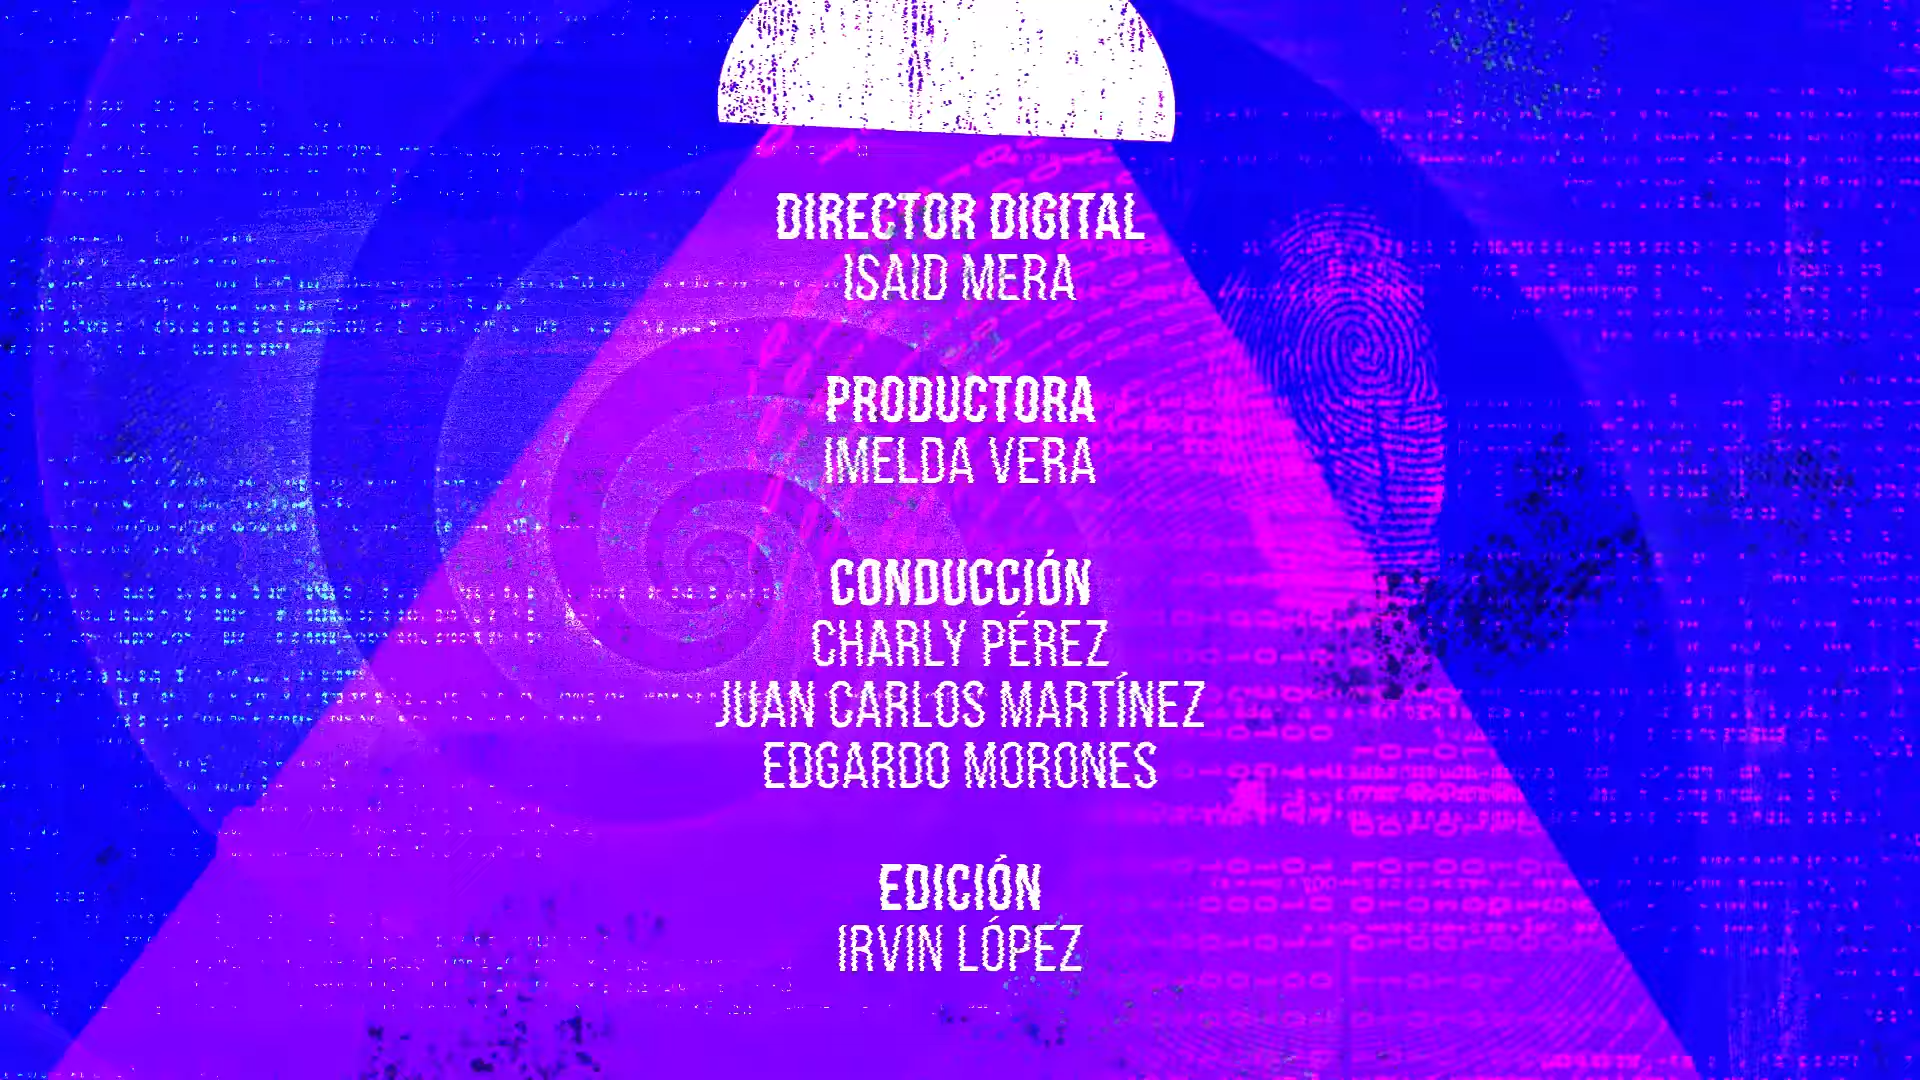 DIRECTOR DIGITAL
ISAID MERA
PRODUCTORA
IMELDA VERA
CONDUCCIÓN
CHARLY PÉREZ
JUAN CARLOS MARTÍNEZ
EDGARDO MORONES
EDICIÓN
IRVIN LÓPEZ